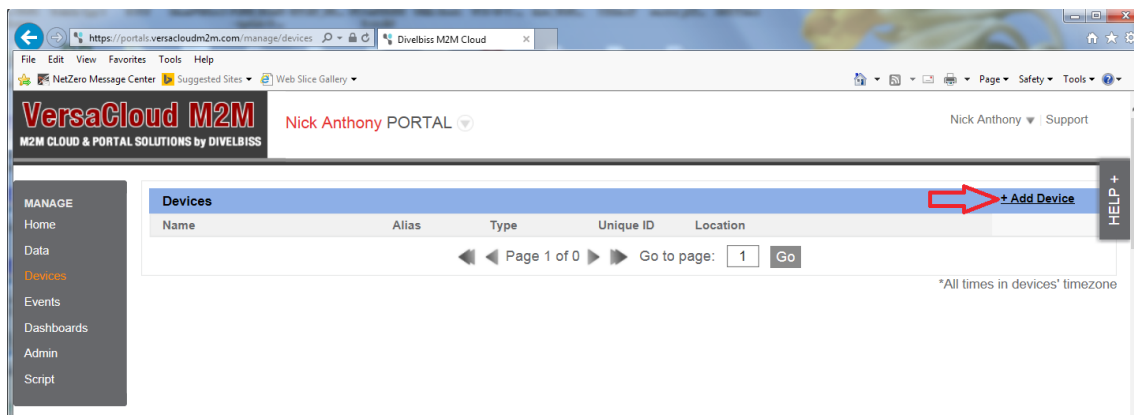 https://portals.versacloudm2m.com/manage/devices
Divelbiss M2M Cloud
File Edit View Favorites Tools Help
NetZero Message Center Suggested Sites Web Slice Gallery Page Safety Tools
VersaCloud M2M
M2M CLOUD & PORTAL SOLUTIONS by DIVELBISS
Nick Anthony PORTAL
Nick Anthony | Support
HELP +
MANAGE
Home
Data
Devices
Events
Dashboards
Admin
Script
Devices + Add Device
Name Alias Type Unique ID Location
Page 1 of 0 Go to page: 1 Go
*All times in devices' timezone